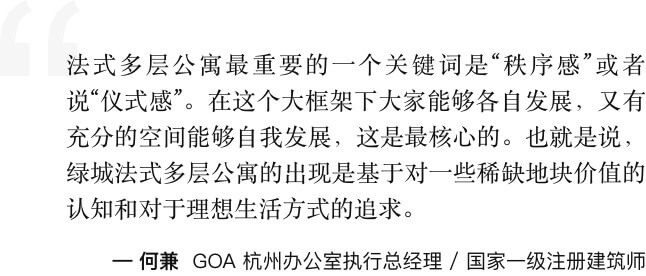 “
法式多层公寓最重要的一个关键词是“秩序感”或者
说“仪式感”。在这个大框架下大家能够各自发展，又有
充分的空间能够自我发展，这是最核心的。也就是说，
绿城法式多层公寓的出现是基于对一些稀缺地块价值的
认知和对于理想生活方式的追求。
— 何兼 GOA 杭州办公室执行总经理 / 国家一级注册建筑师